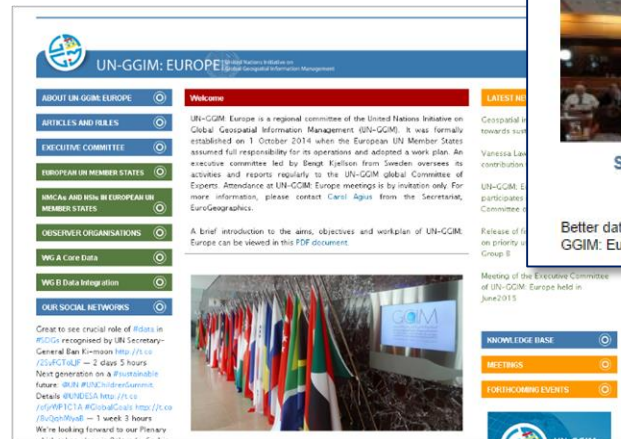 UN-GGIM: EUROPE
United Nations Initiative on
Global Geospatial Information Management
ABOUT UN-GGIM: EUROPE
ARTICLES AND RULES
EXECUTIVE COMMITTEE
EUROPEAN UN MEMBER STATES
NMCAs AND NSIs IN EUROPEAN UN
MEMBER STATES
OBSERVER ORGANISATIONS
WG A Core Data
WG B Data Integration
OUR SOCIAL NETWORKS
Great to see crucial role of #data in
#SDGs recognised by UN Secretary-
General Ban Ki-moon http://t.co
— 2 days 5 hours
Next generation on a #sustainable
future: @UN #UNChildrenSummit.
Details @UNDESA http://t.co
#GlobalGoals http://t.co
— 1 week 3 hours
We're looking forward to our Plenary
Welcome
UN-GGIM: Europe is a regional committee of the United Nations Initiative on
Global Geospatial Information Management (UN-GGIM). It was formally
established on 1 October 2014 when the European UN Member States
assumed full responsibility for its operations and adopted a work plan. An
executive committee led by Bengt Kjellson from Sweden oversees its
activities and reports regularly to the UN-GGIM global Committee of
Experts. Attendance at UN-GGIM: Europe meetings is by invitation only. For
more information, please contact Carol Agius from the Secretariat,
EuroGeographics.
A brief introduction to the aims, objectives and workplan of UN-GGIM:
Europe can be viewed in this PDF document.
GGIM
LATEST NE
Geospatial in
towards sust
Vanessa Law
contribution
UN-GGIM: E
participates
Committee o
Release of f
on priority u
Group B
Meeting of the Executive Committee
of UN-GGIM: Europe held in
June2015
S
Better dat
GGIM: Eu
KNOWLEDGE BASE
MEETINGS
FORTHCOMING EVENTS
UN-GGIM